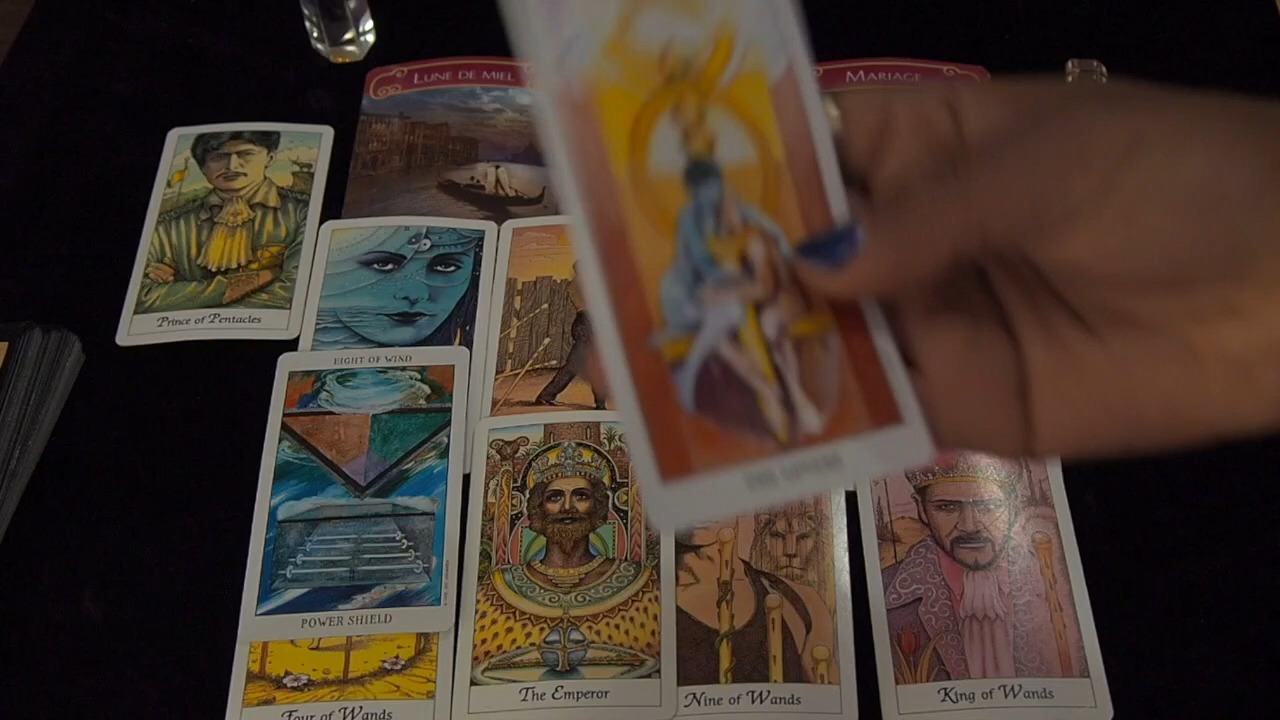 LUNE DE MIEL
MARIAGE
Prince of Pentacles
II
EIGHT OF WIND
POWER SHIELD
Four of Wands
The Emperor
Nine of Wands
King of Wands